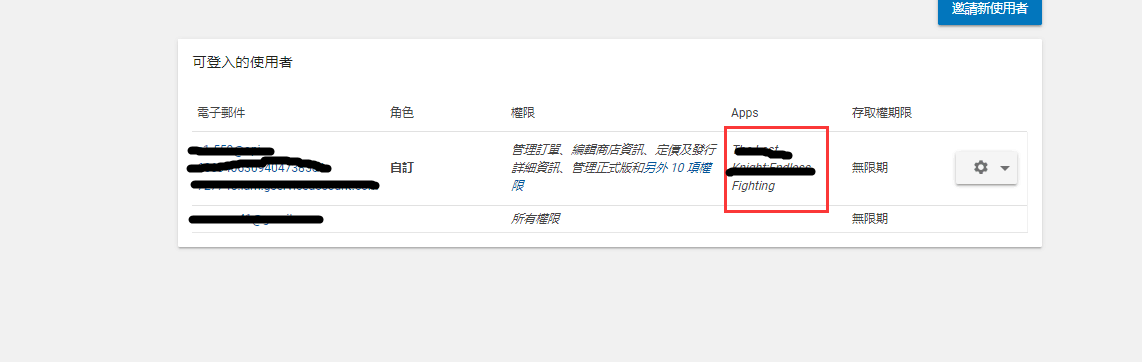 邀請新使用者
可登入的使用者
電子郵件 角色 權限 Apps 存取權期限
管理訂單、編輯商店資訊、定價及發行
詳細資訊、管理正式版和另外 10 項權
限
自訂
Fighting
無限期
所有權限
無限期